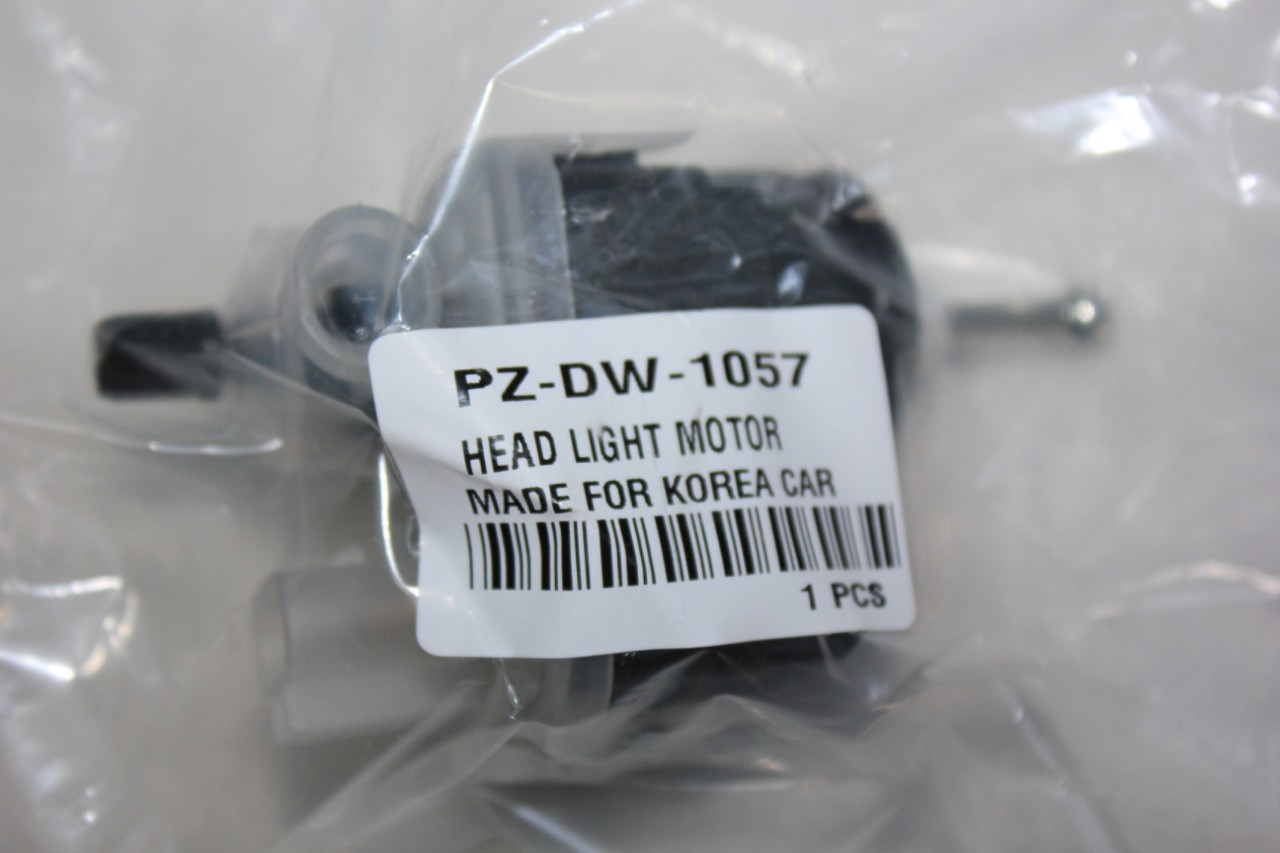 PZ-DW-1057
HEAD LIGHT MOTOR
MADE FOR KOREA CAR
1 PCS